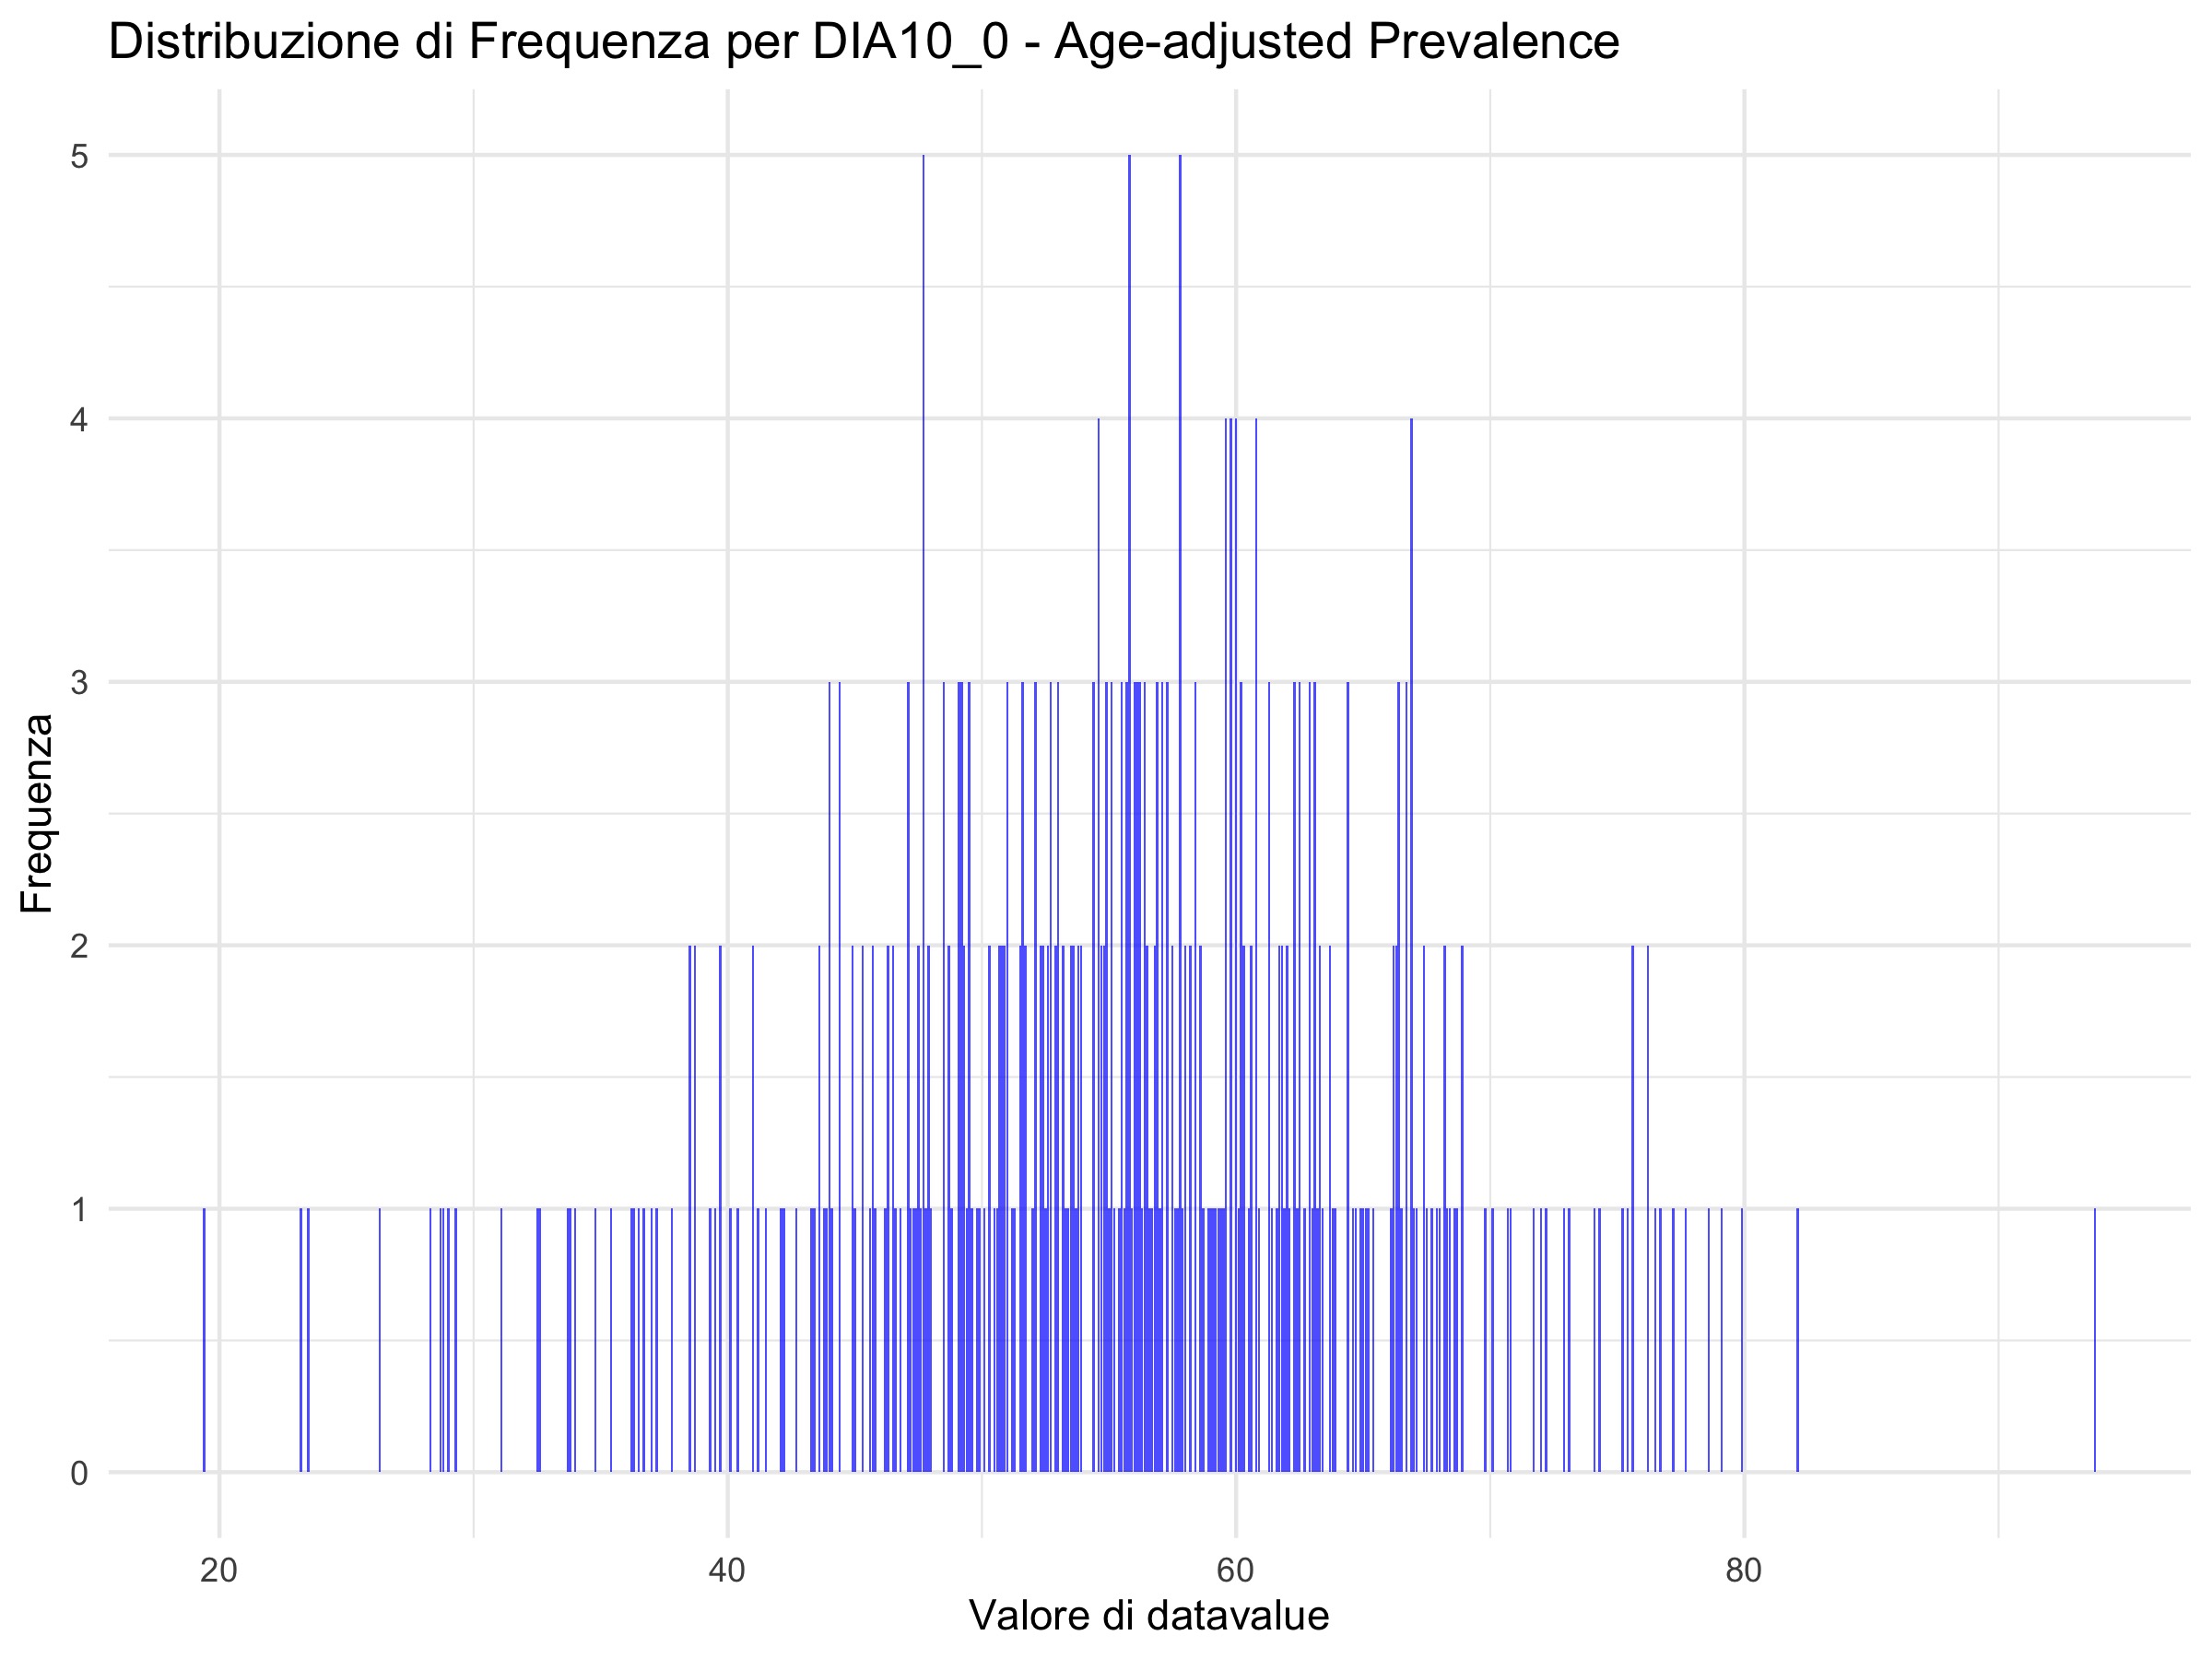 Distribuzione di Frequenza per DIA10_0 - Age-adjusted Prevalence
5
4
3
2
1
0
Frequenza
20 40 60 80
Valore di datavalue